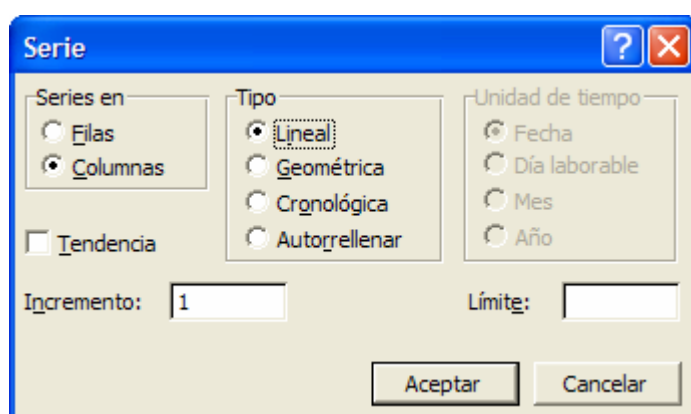 Serie
Series en
Filas
Columnas
Tipo
Lineal
Geométrica
Cronológica
Autorrellenar
Unidad de tiempo
Fecha
Día laborable
Mes
Año
Tendencia
Incremento: 1
Límite:
Aceptar
Cancelar